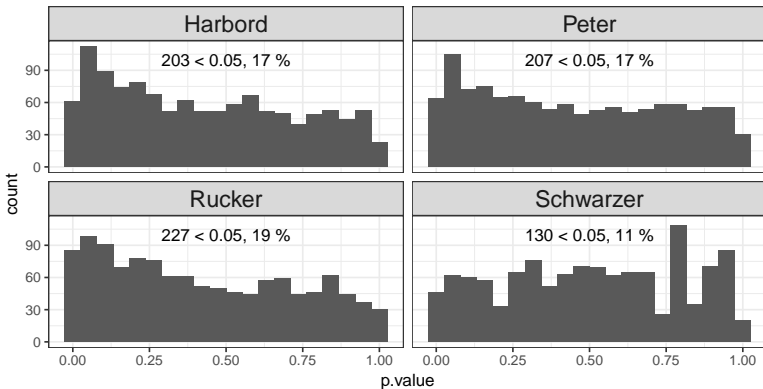 Harbord
Peter
203 < 0.05, 17 %
207 < 0.05, 17 %
90
60
30
0
Rucker
Schwarzer
227 < 0.05, 19 %
130 < 0.05, 11 %
90
60
30
0
count
0.00 0.25 0.50 0.75 1.00
0.00 0.25 0.50 0.75 1.00
p.value